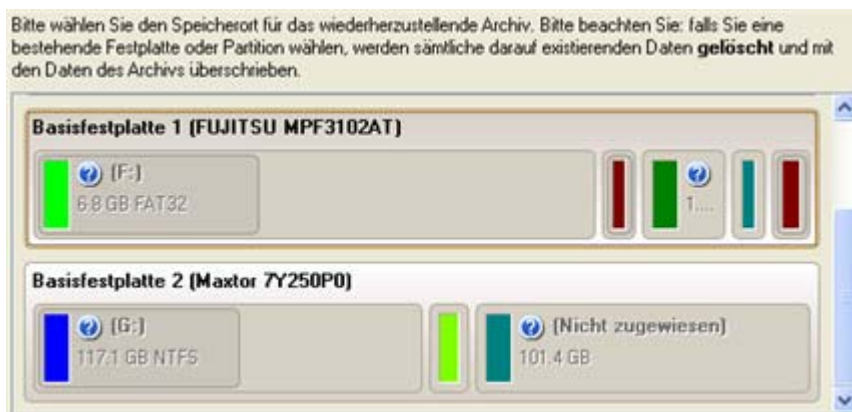 Bitte wählen Sie den Speicherort für das wiederherzustellende Archiv. Bitte beachten Sie: falls Sie eine
bestehende Festplatte oder Partition wählen, werden sämtliche darauf existierenden Daten gelöscht und mit
den Daten des Archivs überschrieben.
Basisfestplatte 1 (FUJITSU MPF3102AT)
(F:)
6.8 GB FAT32
1....
Basisfestplatte 2 (Maxtor 7Y250P0)
(G:)
117.1 GB NTFS
(Nicht zugewiesen)
101.4 GB